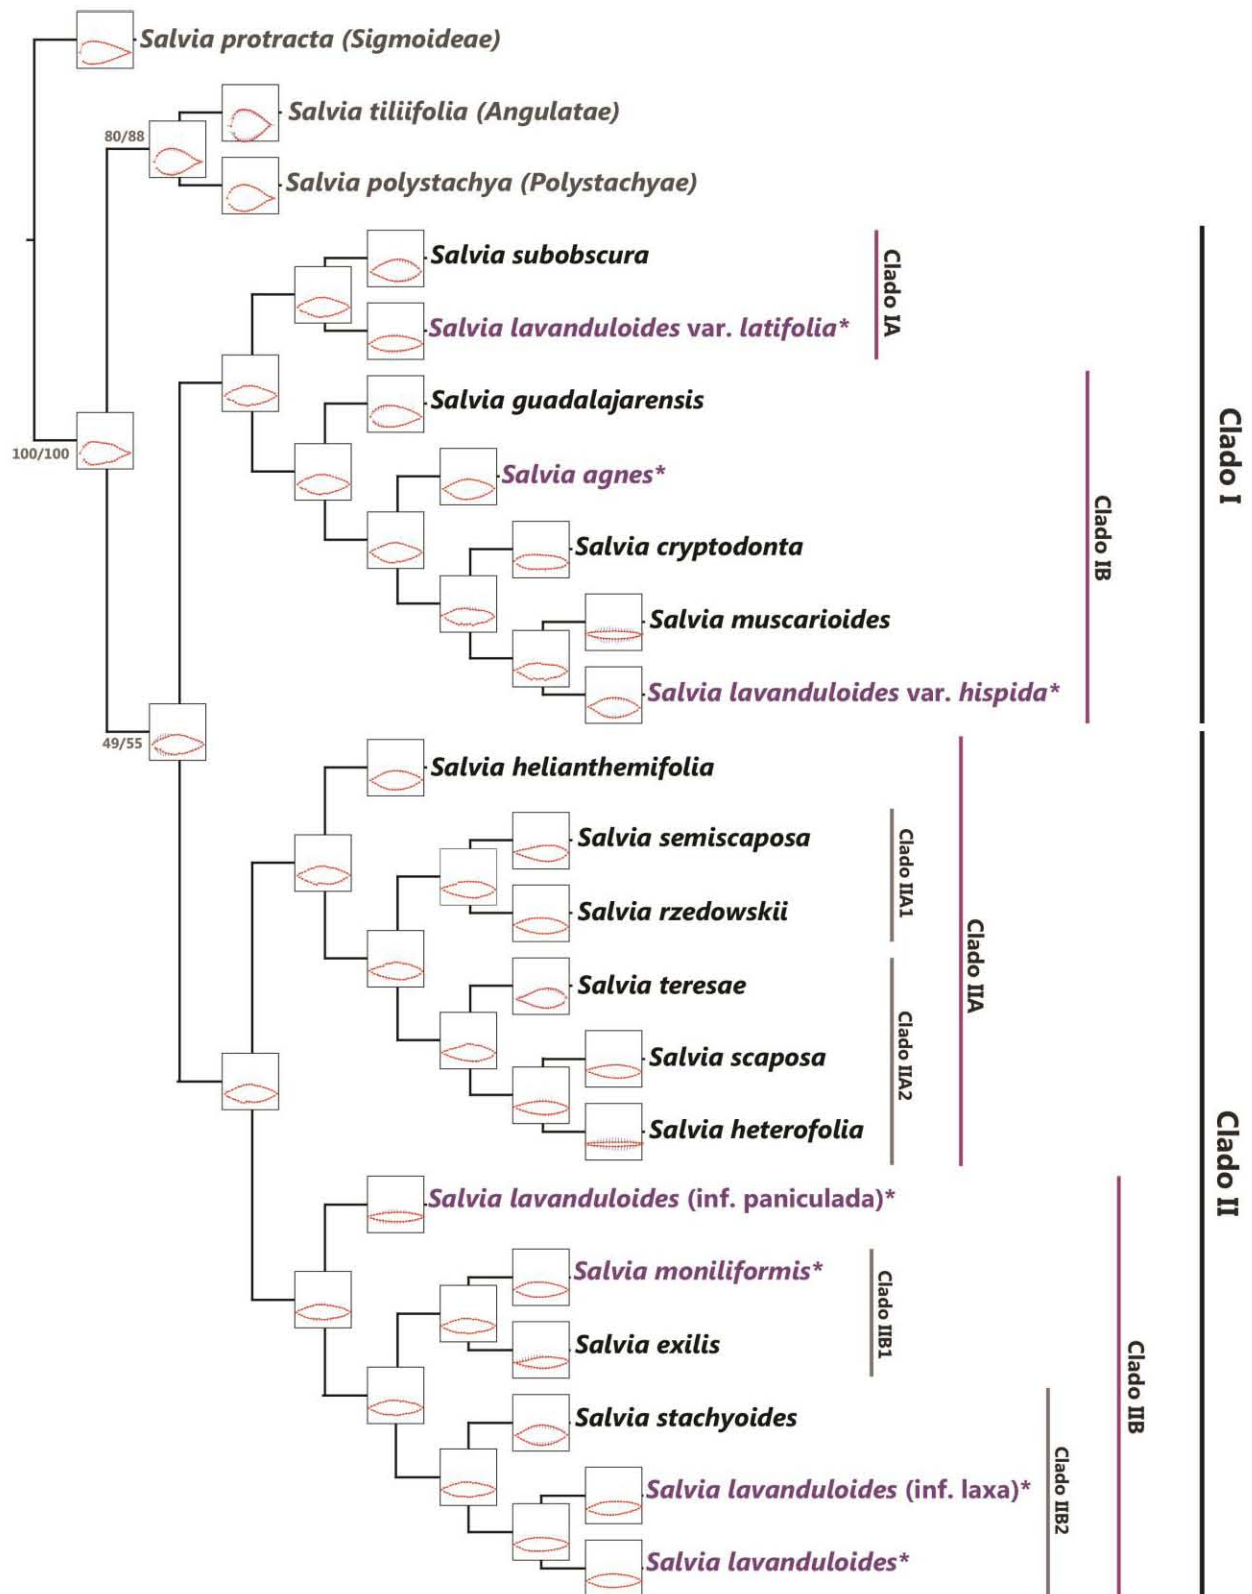 Salvia protracta (Sigmoideae)
Salvia tiliifolia (Angulatae)
80/88
Salvia polystachya (Polystachyae)
Salvia subobscura
Clado IA
Salvia lavanduloides var. latifolia*
Salvia guadalajarensis
Clado I
100/100
Salvia agnes*
Clado IB
Salvia cryptodonta
Salvia muscarioides
Salvia lavanduloides var. hispida*
49/55
Salvia helianthemifolia
Salvia semiscaposa
Clado IIA1
Salvia rzedowskii
Clado IIA
Salvia teresae
Clado IIA2
Salvia scaposa
Salvia heterofolia
Clado II
Salvia lavanduloides (inf. paniculada)*
Salvia moniliformis*
Clado IIB1
Salvia exilis
Clado IIB
Salvia stachyoides
Salvia lavanduloides (inf. laxa)*
Clado IIB2
Salvia lavanduloides*